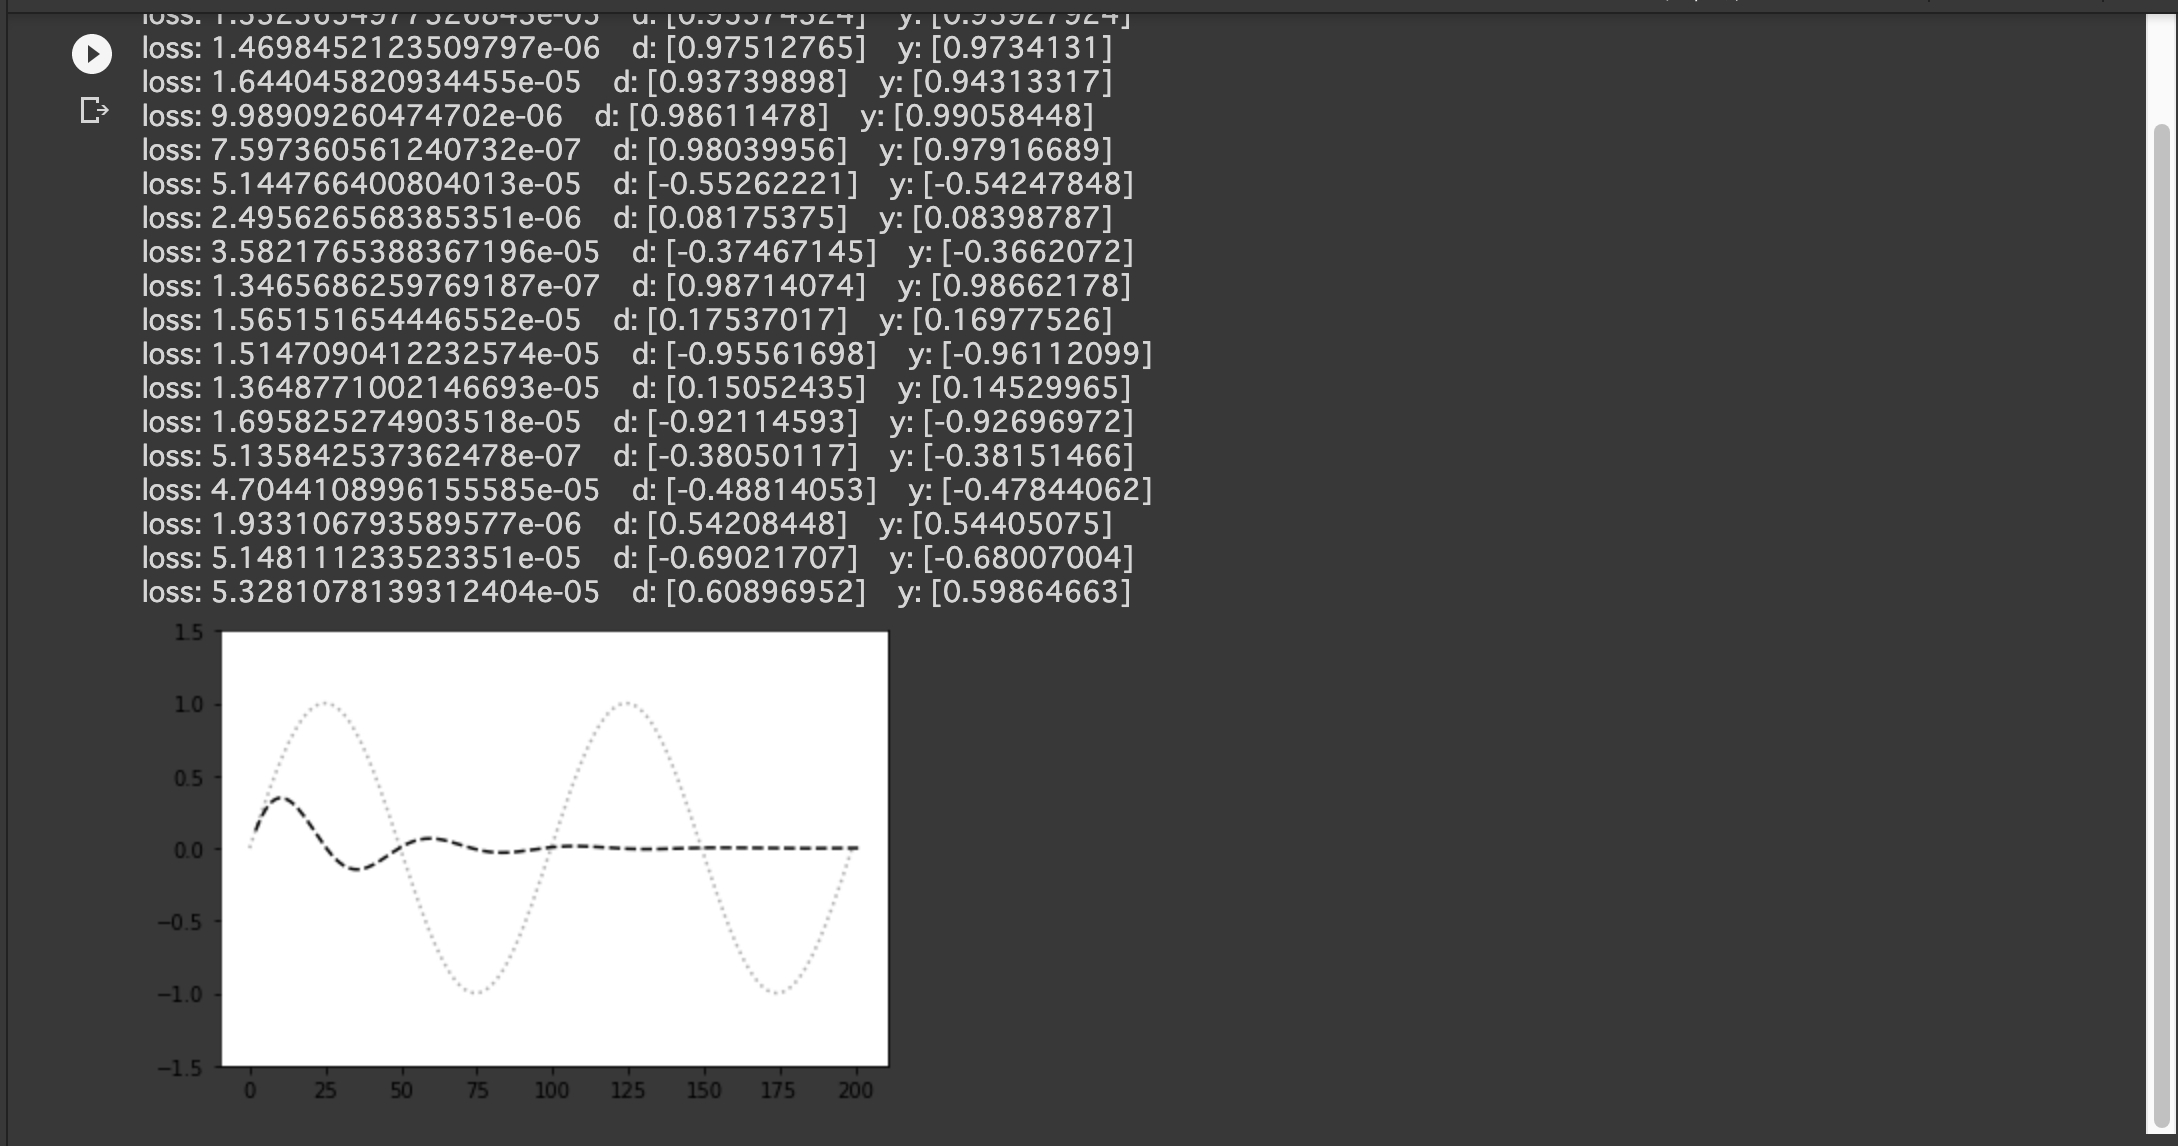 loss: 1.3323654977326843e-05 d: [0.95374324] y: [0.95927924]
loss: 1.4698452123509797e-06 d: [0.97512765] y: [0.9734131]
loss: 1.644045820934455e-05 d: [0.93739898] y: [0.94313317]
loss: 9.98909260474702e-06 d: [0.98611478] y: [0.99058448]
loss: 7.597360561240732e-07 d: [0.98039956] y: [0.97916689]
loss: 5.144766400804013e-05 d: [-0.55262221] y: [-0.54247848]
loss: 2.495626568385351e-06 d: [0.08175375] y: [0.08398787]
loss: 3.5821765388367196e-05 d: [-0.37467145] y: [-0.3662072]
loss: 1.3465686259769187e-07 d: [0.98714074] y: [0.98662178]
loss: 1.565151654446552e-05 d: [0.17537017] y: [0.16977526]
loss: 1.5147090412232574e-05 d: [-0.95561698] y: [-0.96112099]
loss: 1.3648771002146693e-05 d: [0.15052435] y: [0.14529965]
loss: 1.695825274903518e-05 d: [-0.92114593] y: [-0.92696972]
loss: 5.135842537362478e-07 d: [-0.38050117] y: [-0.38151466]
loss: 4.7044108996155585e-05 d: [-0.48814053] y: [-0.47844062]
loss: 1.933106793589577e-06 d: [0.54208448] y: [0.54405075]
loss: 5.148111233523351e-05 d: [-0.69021707] y: [-0.68007004]
loss: 5.3281078139312404e-05 d: [0.60896952] y: [0.59864663]
1.5
1.0
0.5
0.0
−0.5
−1.0
−1.5
0 25 50 75 100 125 150 175 200